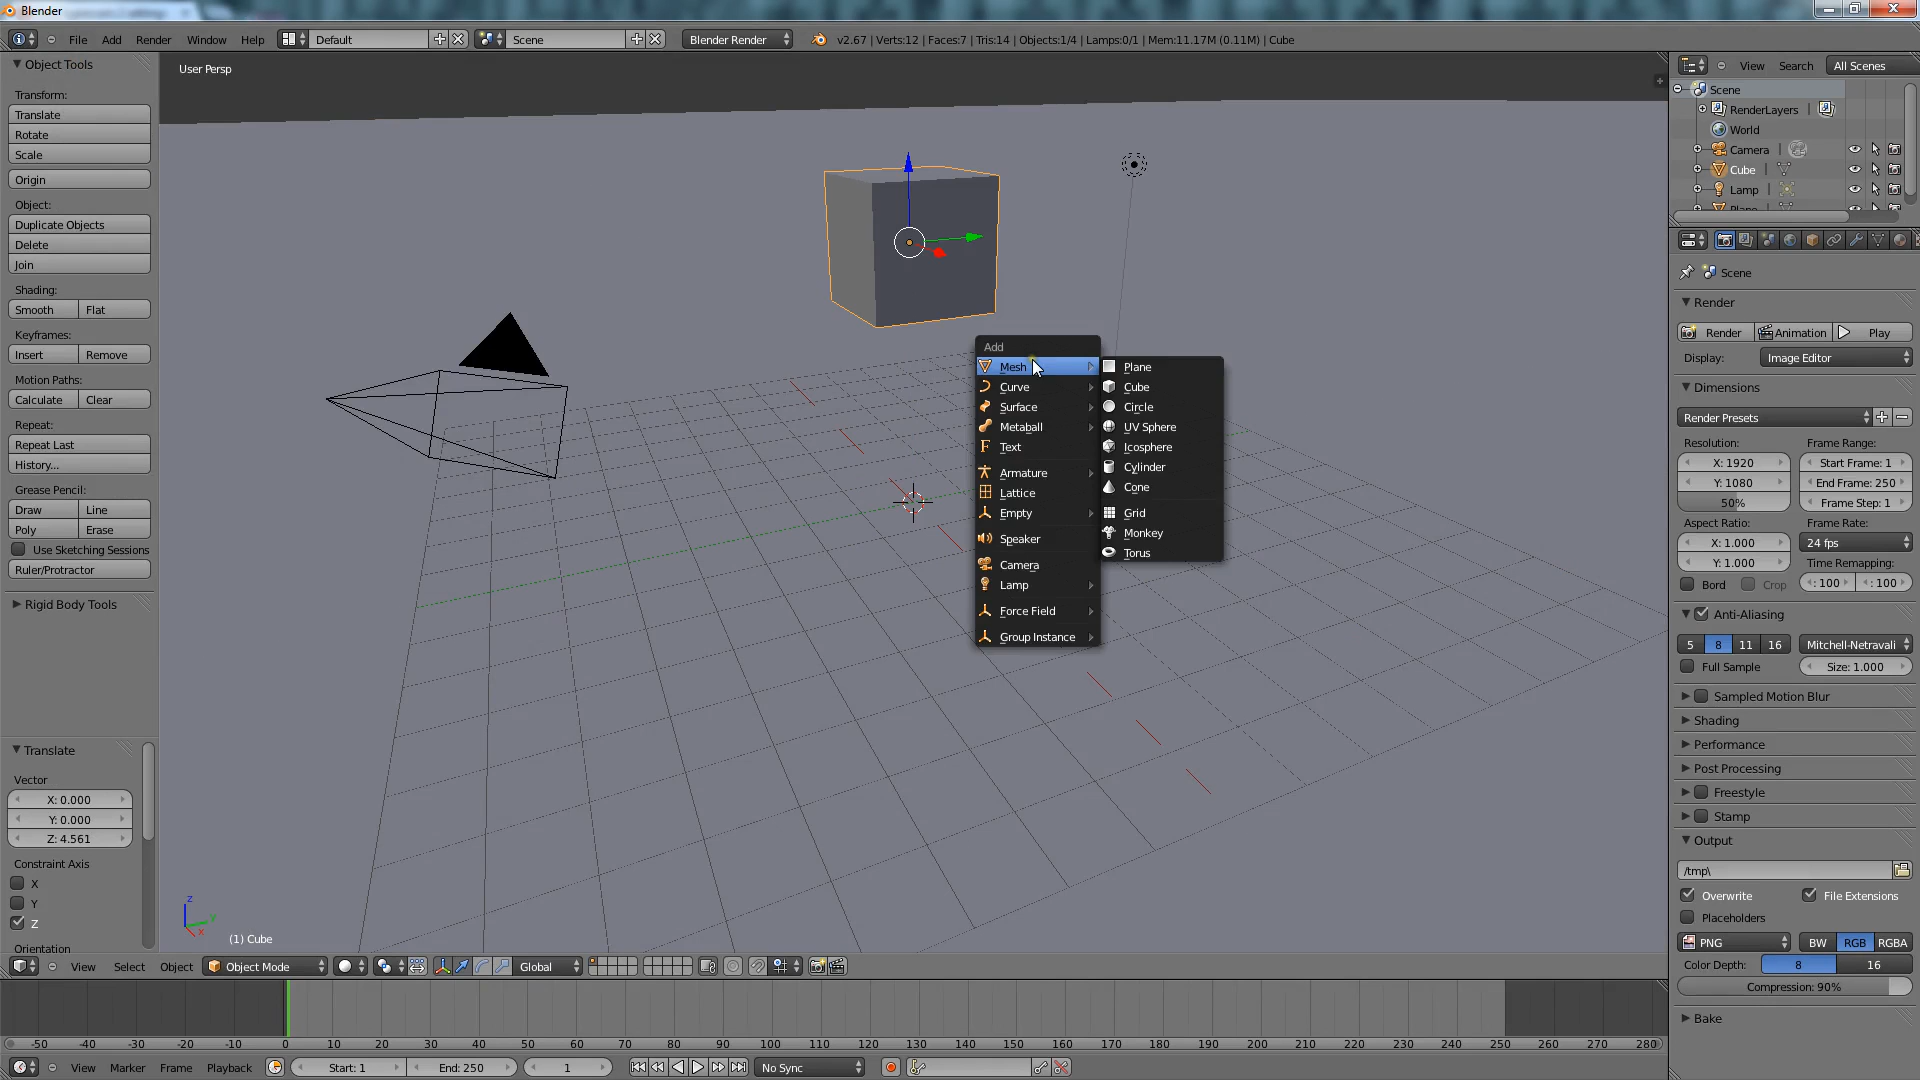 Blender
File Add Render Window Help Default Scene Blender Render v2.67 | Verts:12 | Faces:7 | Tris:14 | Objects:1/4 | Lamps:0/1 | Mem:11.17M (0.11M) | Cube
Object Tools
Transform:
Translate
Rotate
Scale
Origin
Object:
Duplicate Objects
Delete
Join
Shading:
Smooth Flat
Keyframes:
Insert Remove
Motion Paths:
Calculate Clear
Repeat:
Repeat Last
History...
Grease Pencil:
Draw Line
Poly Erase
Use Sketching Sessions
Ruler/Protractor
Rigid Body Tools
Translate
Vector
X: 0.000
Y: 0.000
Z: 4.561
Constraint Axis
X
Y
Z
Orientation
User Persp
Add
Mesh
Curve
Surface
Metaball
Text
Armature
Lattice
Empty
Speaker
Camera
Lamp
Force Field
Group Instance
Plane
Cube
Circle
UV Sphere
Icosphere
Cylinder
Cone
Grid
Monkey
Torus
z
y
x
(1) Cube
View Select Object Object Mode Global
-50 -40 -30 -20 -10 0 10 20 30 40 50 60 70 80 90 100 110 120 130 140 150 160 170 180 190 200 210 220 230 240 250 260 270 280
View Marker Frame Playback Start: 1 End: 250 1 No Sync
View Search All Scenes
Scene
RenderLayers |
World
Camera |
Cube |
Lamp |
Plane |
Scene
Render
Render Animation Play
Display: Image Editor
Dimensions
Render Presets
Resolution: Frame Range:
X: 1920 Start Frame: 1
Y: 1080 End Frame: 250
50% Frame Step: 1
Aspect Ratio: Frame Rate:
X: 1.000 24 fps
Y: 1.000 Time Remapping:
Bord Crop : 100 : 100
Anti-Aliasing
5 8 11 16 Mitchell-Netravali
Full Sample Size: 1.000
Sampled Motion Blur
Shading
Performance
Post Processing
Freestyle
Stamp
Output
/tmp\
Overwrite File Extensions
Placeholders
PNG BW RGB RGBA
Color Depth: 8 16
Compression: 90%
Bake